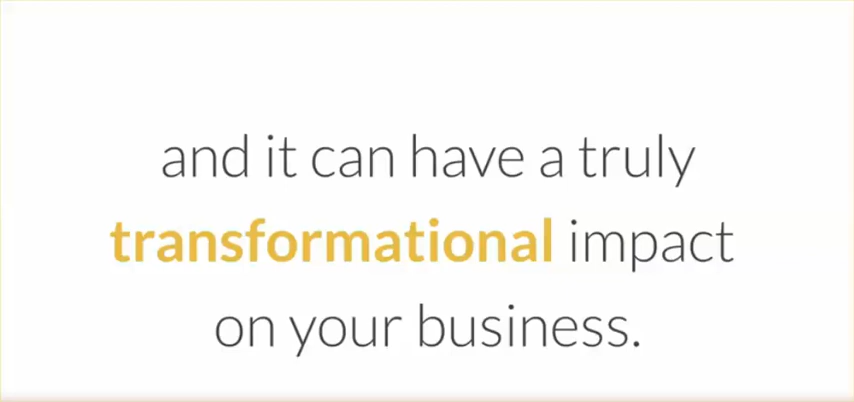 and it can have a truly
transformational impact
on your business.